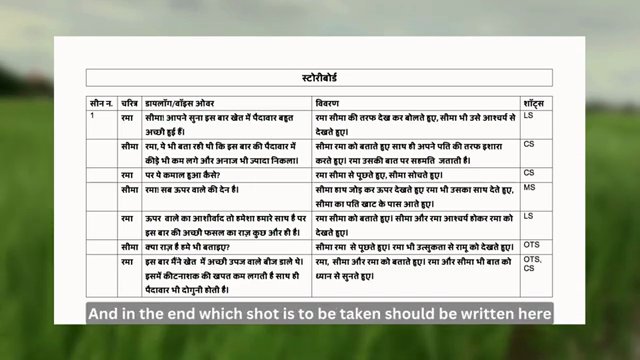 स्टोरीबोर्ड
सीन न. चरित्र डायलॉग/वॉइस ओवर विवरण शॉट्स
1 रमा सीमा! आपने सुना इस बार खेत में पैदावार बहुत रमा सीमा की तरफ देख कर बोलते हुए, सीमा भी उसे आश्चर्य से LS
अच्छी हुई हैं। देखते हुए।
सीमा रमा, ये भी बता रही थी कि इस बार की पैदावार में सीमा रमा को बताते हुए साथ ही अपने पति की तरफ इशारा CS
कीड़े भी कम लगे और अनाज भी ज्यादा निकला। करते हुए। रमा उसकी बात पर सहमति जताती है।
रमा पर ये कमाल हुआ कैसे? रमा सीमा से पूछते हुए, सीमा सोचते हुए। CS
सीमा रमा! सब ऊपर वाले की देन है। सीमा हाथ जोड़ कर ऊपर देखते हुए रमा भी उसका साथ देते हुए, MS
सीमा का पति खाट के पास आते हुए।
रमा ऊपर वाले का आशीर्वाद तो हमेशा हमारे साथ है पर रमा सीमा को बताते हुए। सीमा और रमा आश्चर्य होकर रमा को LS
इस बार की अच्छी फसल का राज़ कुछ और ही है। देखते हुए।
सीमा क्या राज़ है हमे भी बताइए? सीमा रमा से पूछते हुए। रमा भी उत्सुकता से रामू को देखते हुए। OTS
रमा इस बार मैंने खेत में अच्छी उपज वाले बीज डाले थे। रमा, सीमा और रमा को बताते हुए। रमा और सीमा भी बात को OTS,
इसमें कीटनाशक की खपत कम लगती है साथ ही ध्यान से सुनते हुए। CS
पैदावार भी दोगुनी होती है।
And in the end which shot is to be taken should be written here